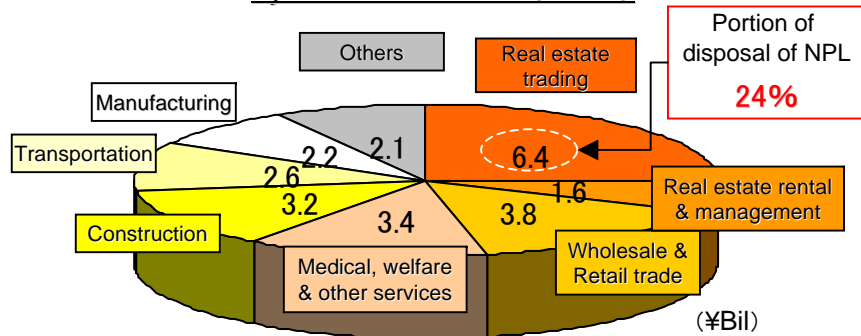 Others
Real estate
trading
Portion of
disposal of NPL
24%
Manufacturing
Transportation
Construction
Medical, welfare
& other services
Wholesale &
Retail trade
Real estate rental
& management
6.4
1.6
3.8
3.4
3.2
2.6
2.2
2.1
(¥Bil)